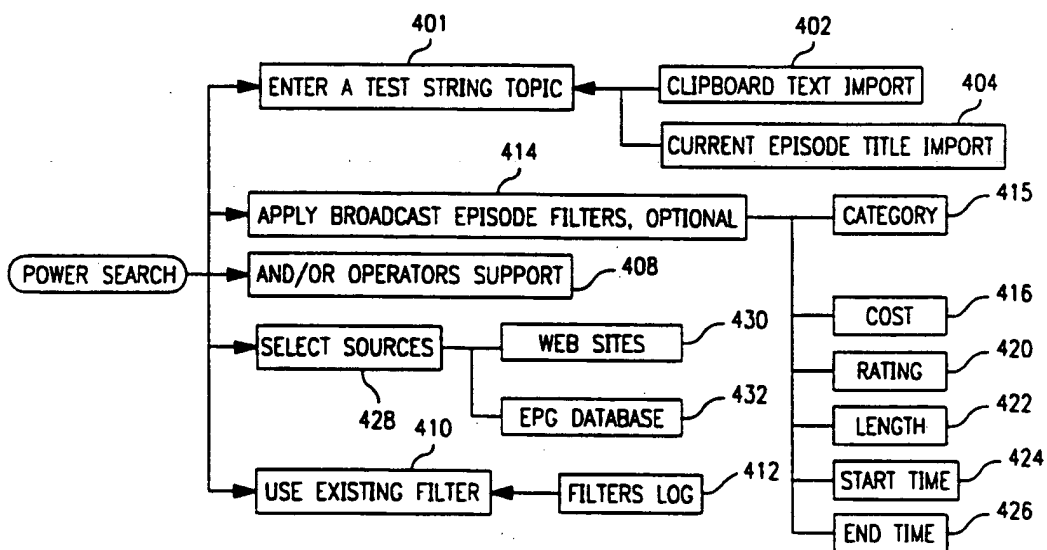 401
402
ENTER A TEST STRING TOPIC
CLIPBOARD TEXT IMPORT
404
CURRENT EPISODE TITLE IMPORT
414
APPLY BROADCAST EPISODE FILTERS, OPTIONAL
CATEGORY
415
POWER SEARCH
AND/OR OPERATORS SUPPORT
408
COST
416
SELECT SOURCES
WEB SITES
430
RATING
420
428
EPG DATABASE
432
LENGTH
422
410
USE EXISTING FILTER
FILTERS LOG
412
START TIME
424
END TIME
426